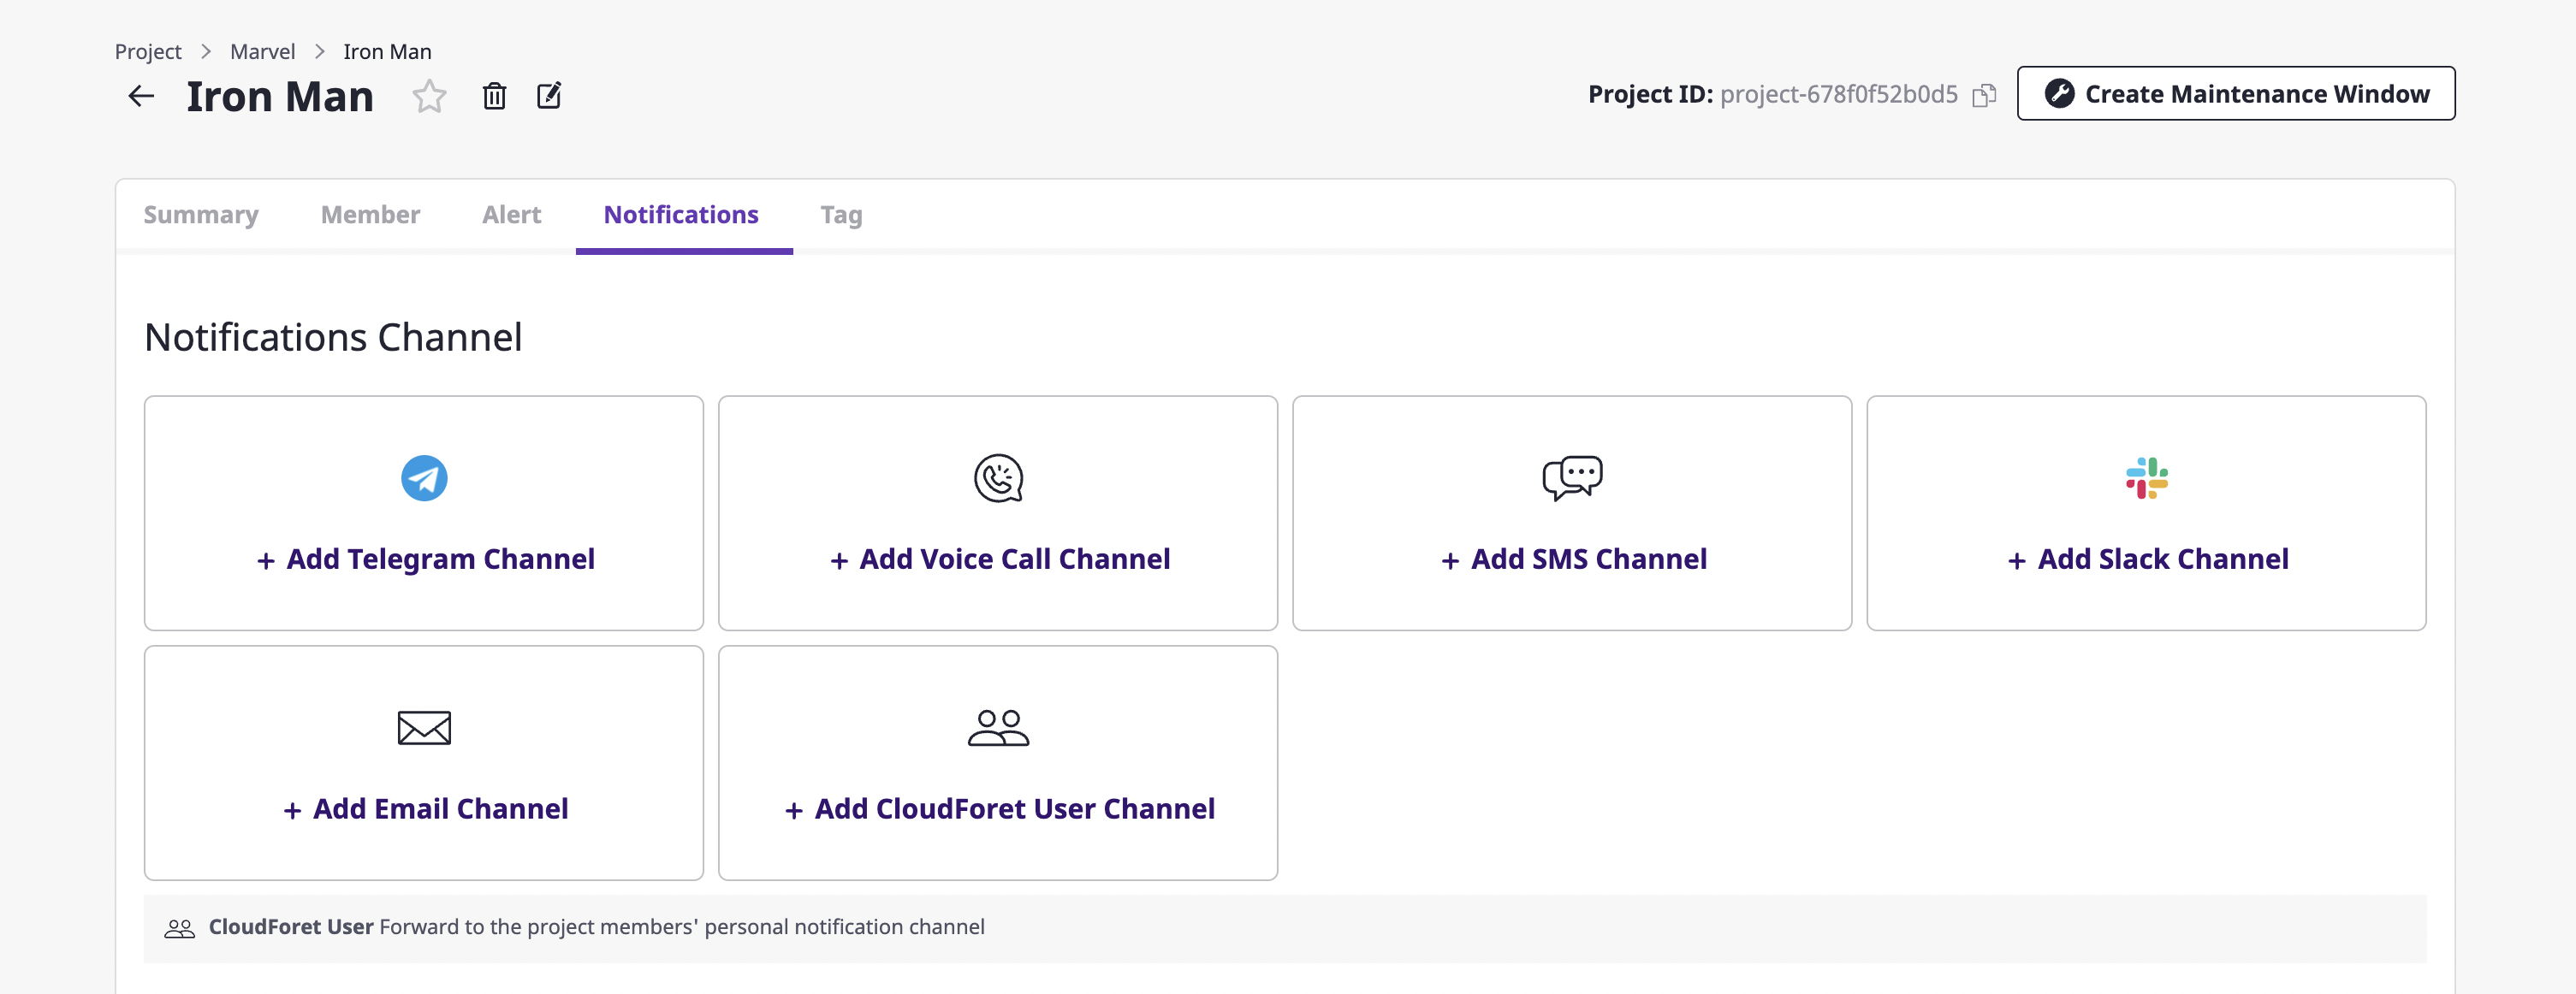 Project > Marvel > Iron Man
Iron Man
Project ID: project-678f0f52b0d5
Create Maintenance Window
Summary Member Alert Notifications Tag
Notifications Channel
+ Add Telegram Channel
+ Add Voice Call Channel
+ Add SMS Channel
+ Add Slack Channel
+ Add Email Channel
+ Add CloudForet User Channel
CloudForet User Forward to the project members' personal notification channel